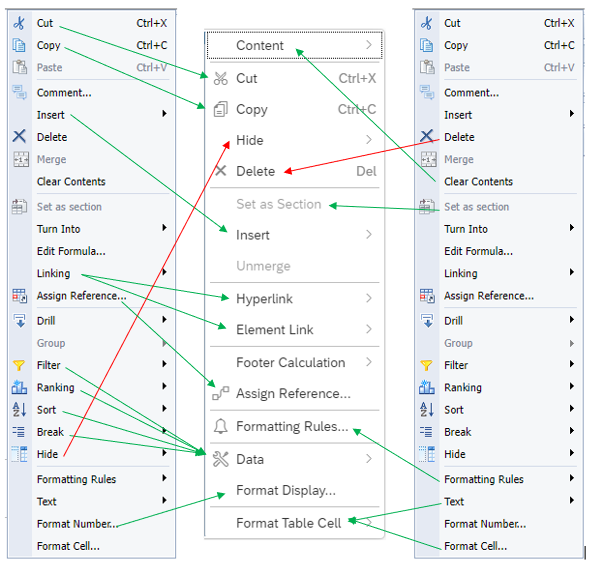 Cut Ctrl+X
Copy Ctrl+C
Paste Ctrl+V
Comment...
Insert
Delete
Merge
Clear Contents
Set as section
Turn Into
Edit Formula...
Linking
Assign Reference...
Drill
Group
Filter
Ranking
Sort
Break
Hide
Formatting Rules
Text
Format Number...
Format Cell...
Content
Cut Ctrl+X
Copy Ctrl+C
Hide
Delete Del
Set as Section
Insert
Unmerge
Hyperlink
Element Link
Footer Calculation
Assign Reference...
Formatting Rules...
Data
Format Display...
Format Table Cell
Cut Ctrl+X
Copy Ctrl+C
Paste Ctrl+V
Comment...
Insert
Delete
Merge
Clear Contents
Set as section
Turn Into
Edit Formula...
Linking
Assign Reference...
Drill
Group
Filter
Ranking
Sort
Break
Hide
Formatting Rules
Text
Format Number...
Format Cell...